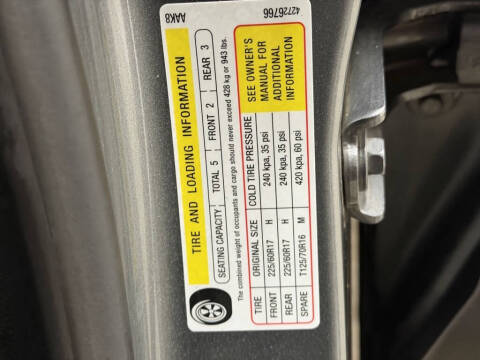 AAK8
42726766
TIRE AND LOADING INFORMATION
SEATING CAPACITY TOTAL 5 FRONT 2 REAR 3
The combined weight of occupants and cargo should never exceed 428 kg or 943 lbs.
TIRE ORIGINAL SIZE COLD TIRE PRESSURE
FRONT 225/60R17 H 240 kpa, 35 psi
REAR 225/60R17 H 240 kpa, 35 psi
SPARE T125/70R16 M 420 kpa, 60 psi
SEE OWNER'S
MANUAL FOR
ADDITIONAL
INFORMATION